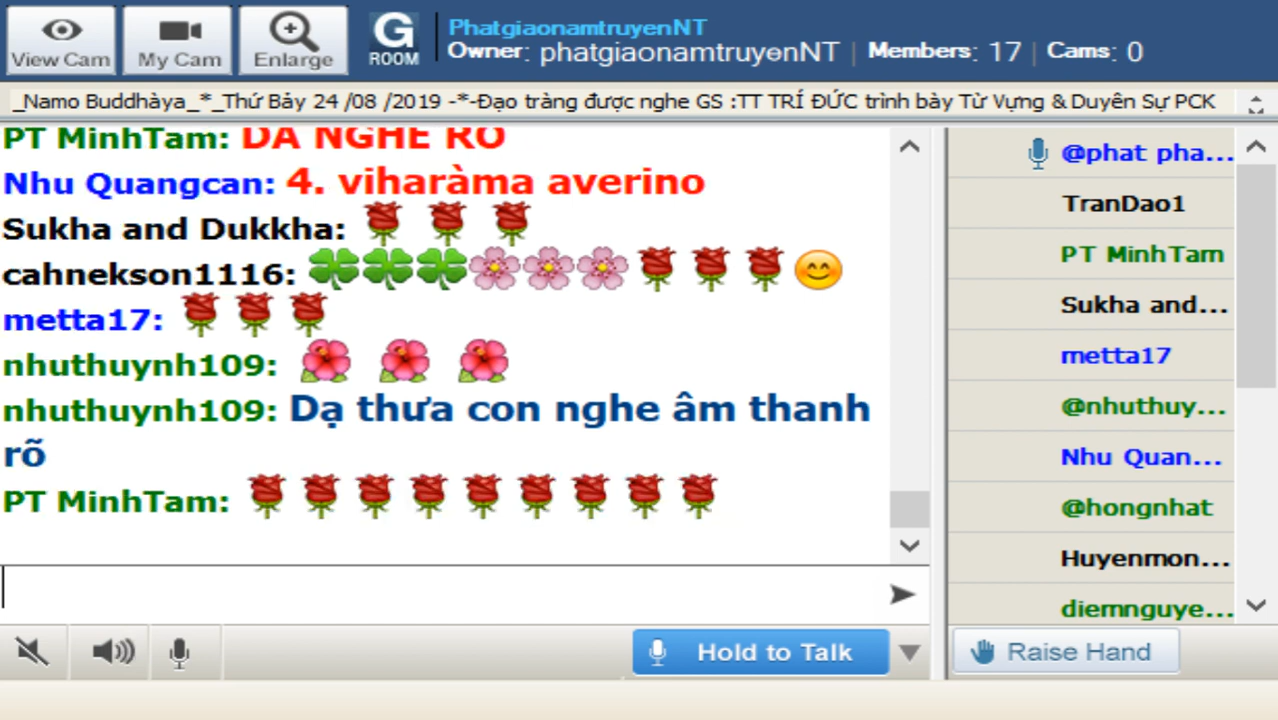 View Cam
My Cam
Enlarge
G ROOM
PhatgiaonamtruyenNT
Owner: phatgiaonamtruyenNT | Members: 17 | Cams: 0
_Namo Buddhàya_*_Thứ Bảy 24 /08 /2019 -*-Đạo tràng được nghe GS :TT TRÍ ĐỨC trình bày Từ Vựng & Duyên Sự PCK
PT MinhTam: DA NGHE RO
Nhu Quangcan: 4. viharàma averino
Sukha and Dukkha:
cahnekson1116:
metta17:
nhuthuynh109:
nhuthuynh109: Dạ thưa con nghe âm thanh
rõ
PT MinhTam:
@phat pha...
TranDao1
PT MinhTam
Sukha and...
metta17
@nhuthuy...
Nhu Quan...
@hongnhat
Huyenmon...
diemnguye...
Hold to Talk
Raise Hand